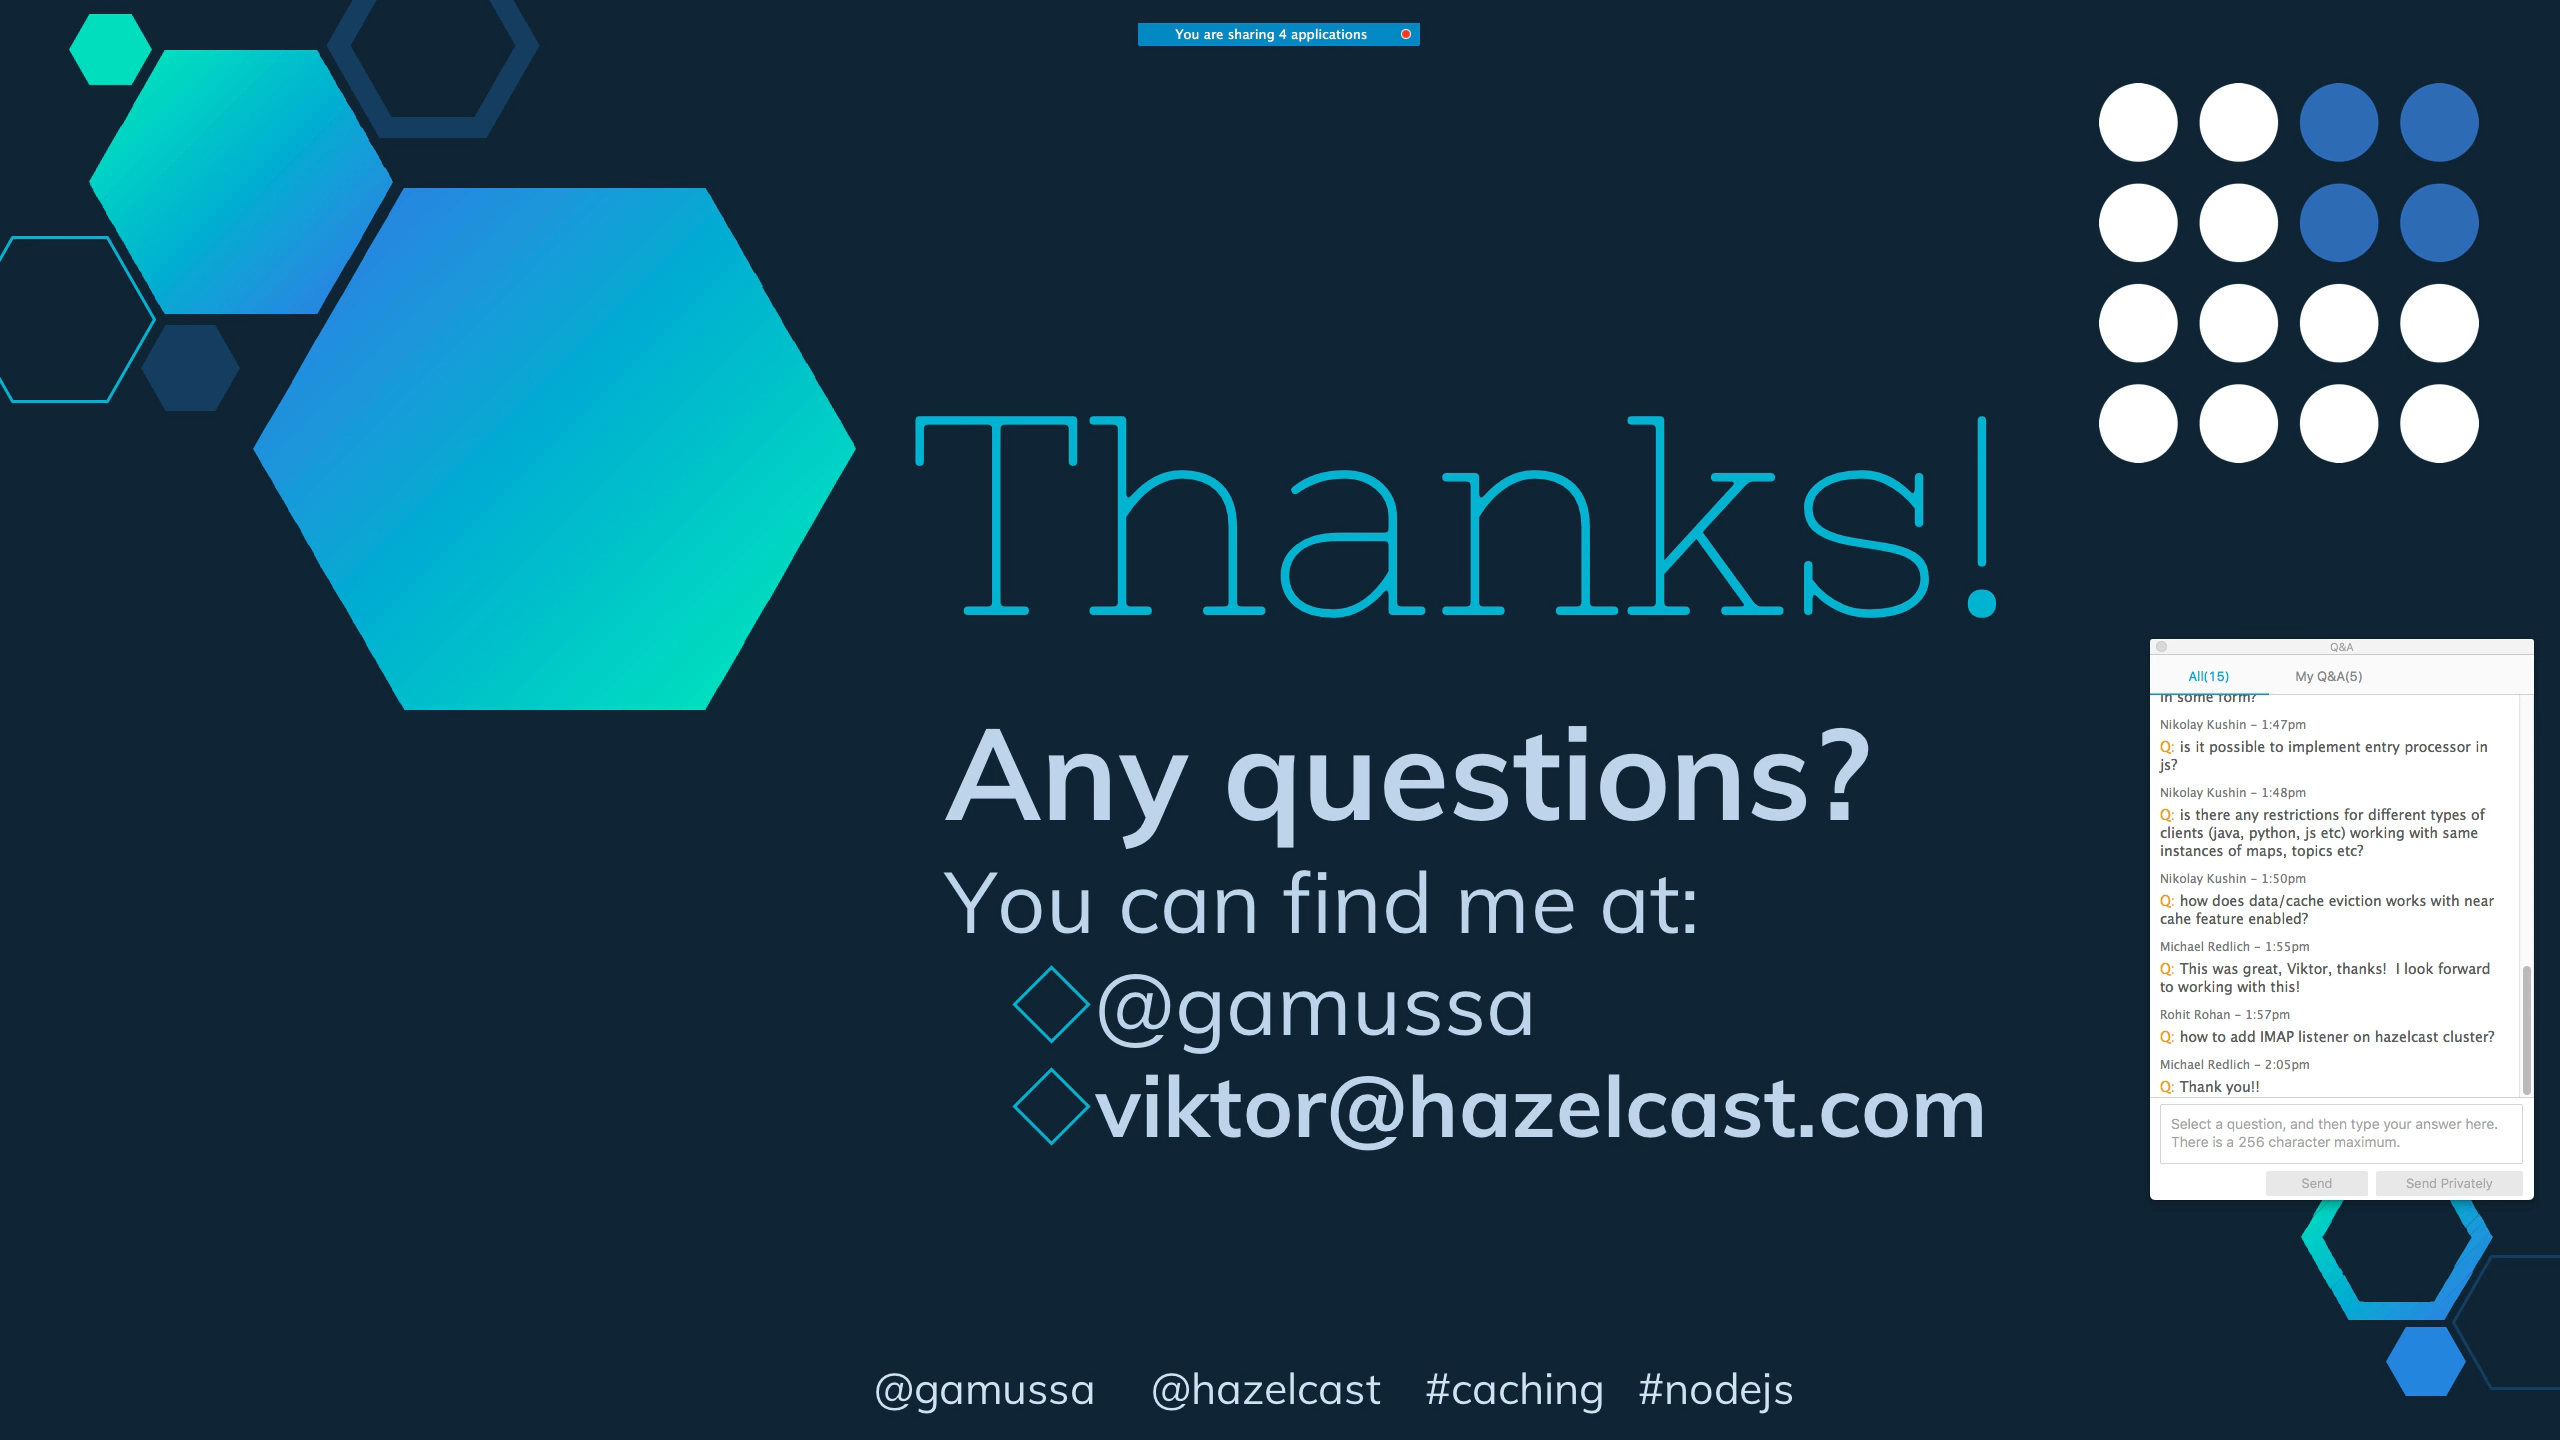 You are sharing 4 applications
Thanks!
Any questions?
You can find me at:
@gamussa
viktor@hazelcast.com
@gamussa @hazelcast #caching #nodejs
Q&A
All(15) My Q&A(5)
in some form?
Nikolay Kushin – 1:47pm
Q: is it possible to implement entry processor in
js?
Nikolay Kushin – 1:48pm
Q: is there any restrictions for different types of
clients (java, python, js etc) working with same
instances of maps, topics etc?
Nikolay Kushin – 1:50pm
Q: how does data/cache eviction works with near
cahe feature enabled?
Michael Redlich – 1:55pm
Q: This was great, Viktor, thanks!  I look forward
to working with this!
Rohit Rohan – 1:57pm
Q: how to add IMAP listener on hazelcast cluster?
Michael Redlich – 2:05pm
Q: Thank you!!
Select a question, and then type your answer here.
There is a 256 character maximum.
Send Send Privately